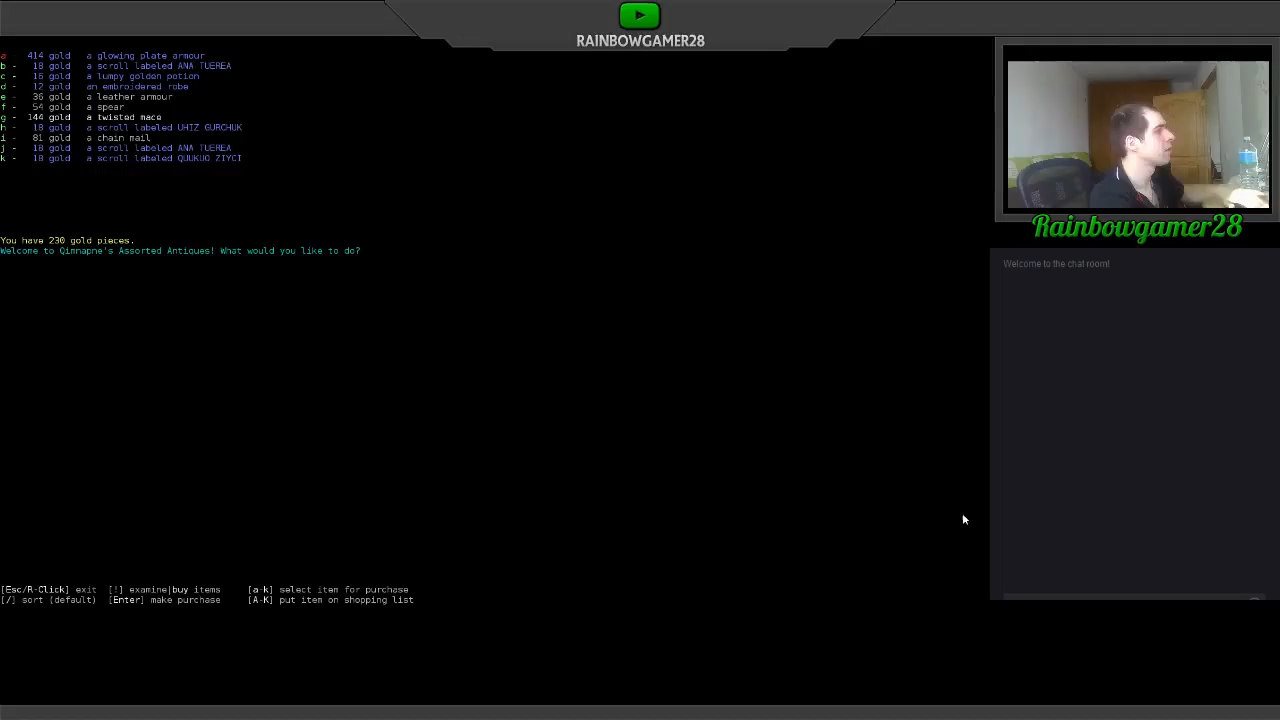 RAINBOWGAMER28
a 414 gold a glowing plate armour
b - 18 gold a scroll labeled ANA TUEREA
c - 16 gold a lumpy golden potion
d - 12 gold an embroidered robe
e - 36 gold a leather armour
f - 54 gold a spear
g - 144 gold a twisted mace
h - 18 gold a scroll labeled UHIZ GURCHUK
i - 81 gold a chain mail
j - 18 gold a scroll labeled ANA TUEREA
k - 18 gold a scroll labeled QUUKUO ZIYCI
You have 230 gold pieces.
Welcome to Qimnapne's Assorted Antiques! What would you like to do?
Rainbowgamer28
Welcome to the chat room!
[Esc/R-Click] exit [!] examine|buy items [a-k] select item for purchase
[/] sort (default) [Enter] make purchase [A-K] put item on shopping list